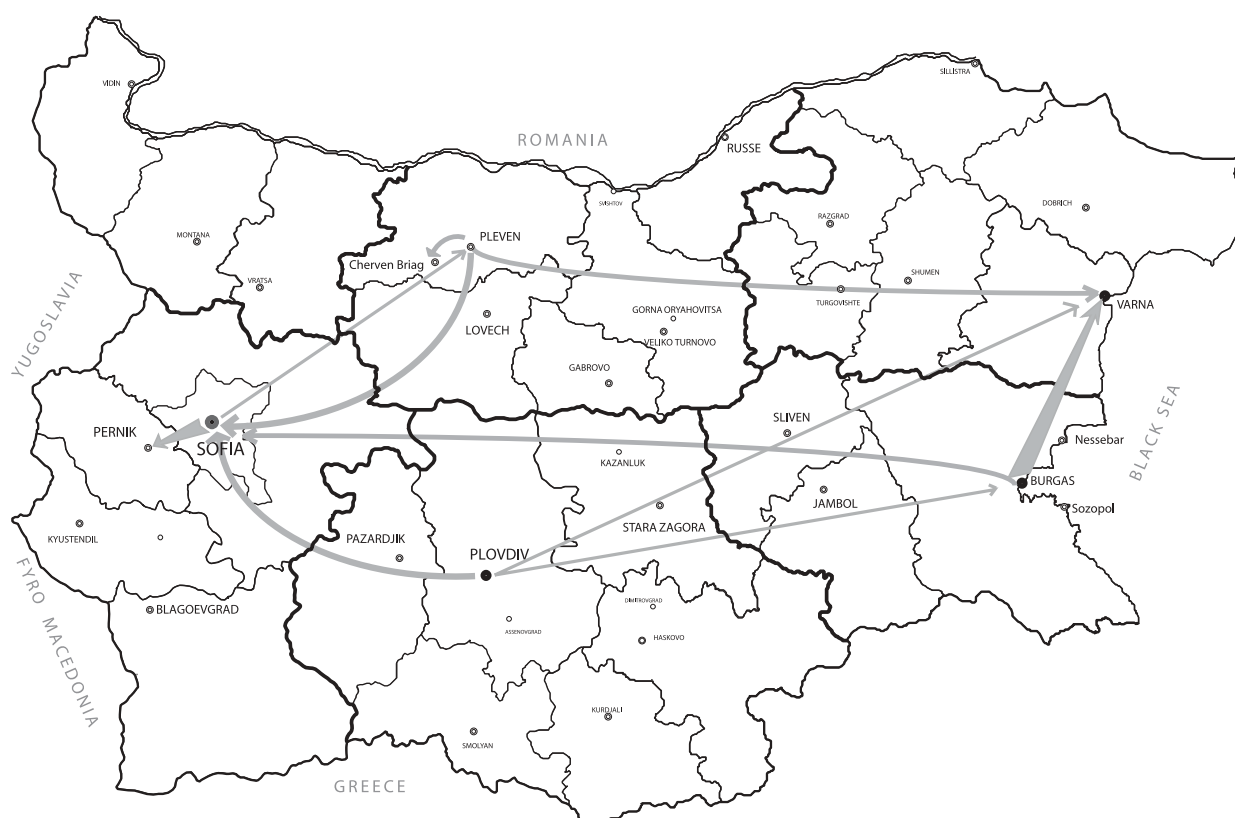 VIDIN
SILLISTRA
ROMANIA
RUSSE
SVISHTOV
DOBRICH
RAZGRAD
MONTANA
PLEVEN
Cherven Briag
VRATSA
SHUMEN
TURGOVISHTE
VARNA
YUGOSLAVIA
LOVECH
GORNA ORYAHOVITSA
VELIKO TURNOVO
GABROVO
BLACK SEA
SLIVEN
PERNIK
SOFIA
Nessebar
KAZANLUK
BURGAS
JAMBOL
Sozopol
STARA ZAGORA
KYUSTENDIL
PAZARDJIK
PLOVDIV
FYRO MACEDONIA
BLAGOEVGRAD
DIMITROVGRAD
ASSENOVGRAD
HASKOVO
KURDJALI
SMOLYAN
GREECE